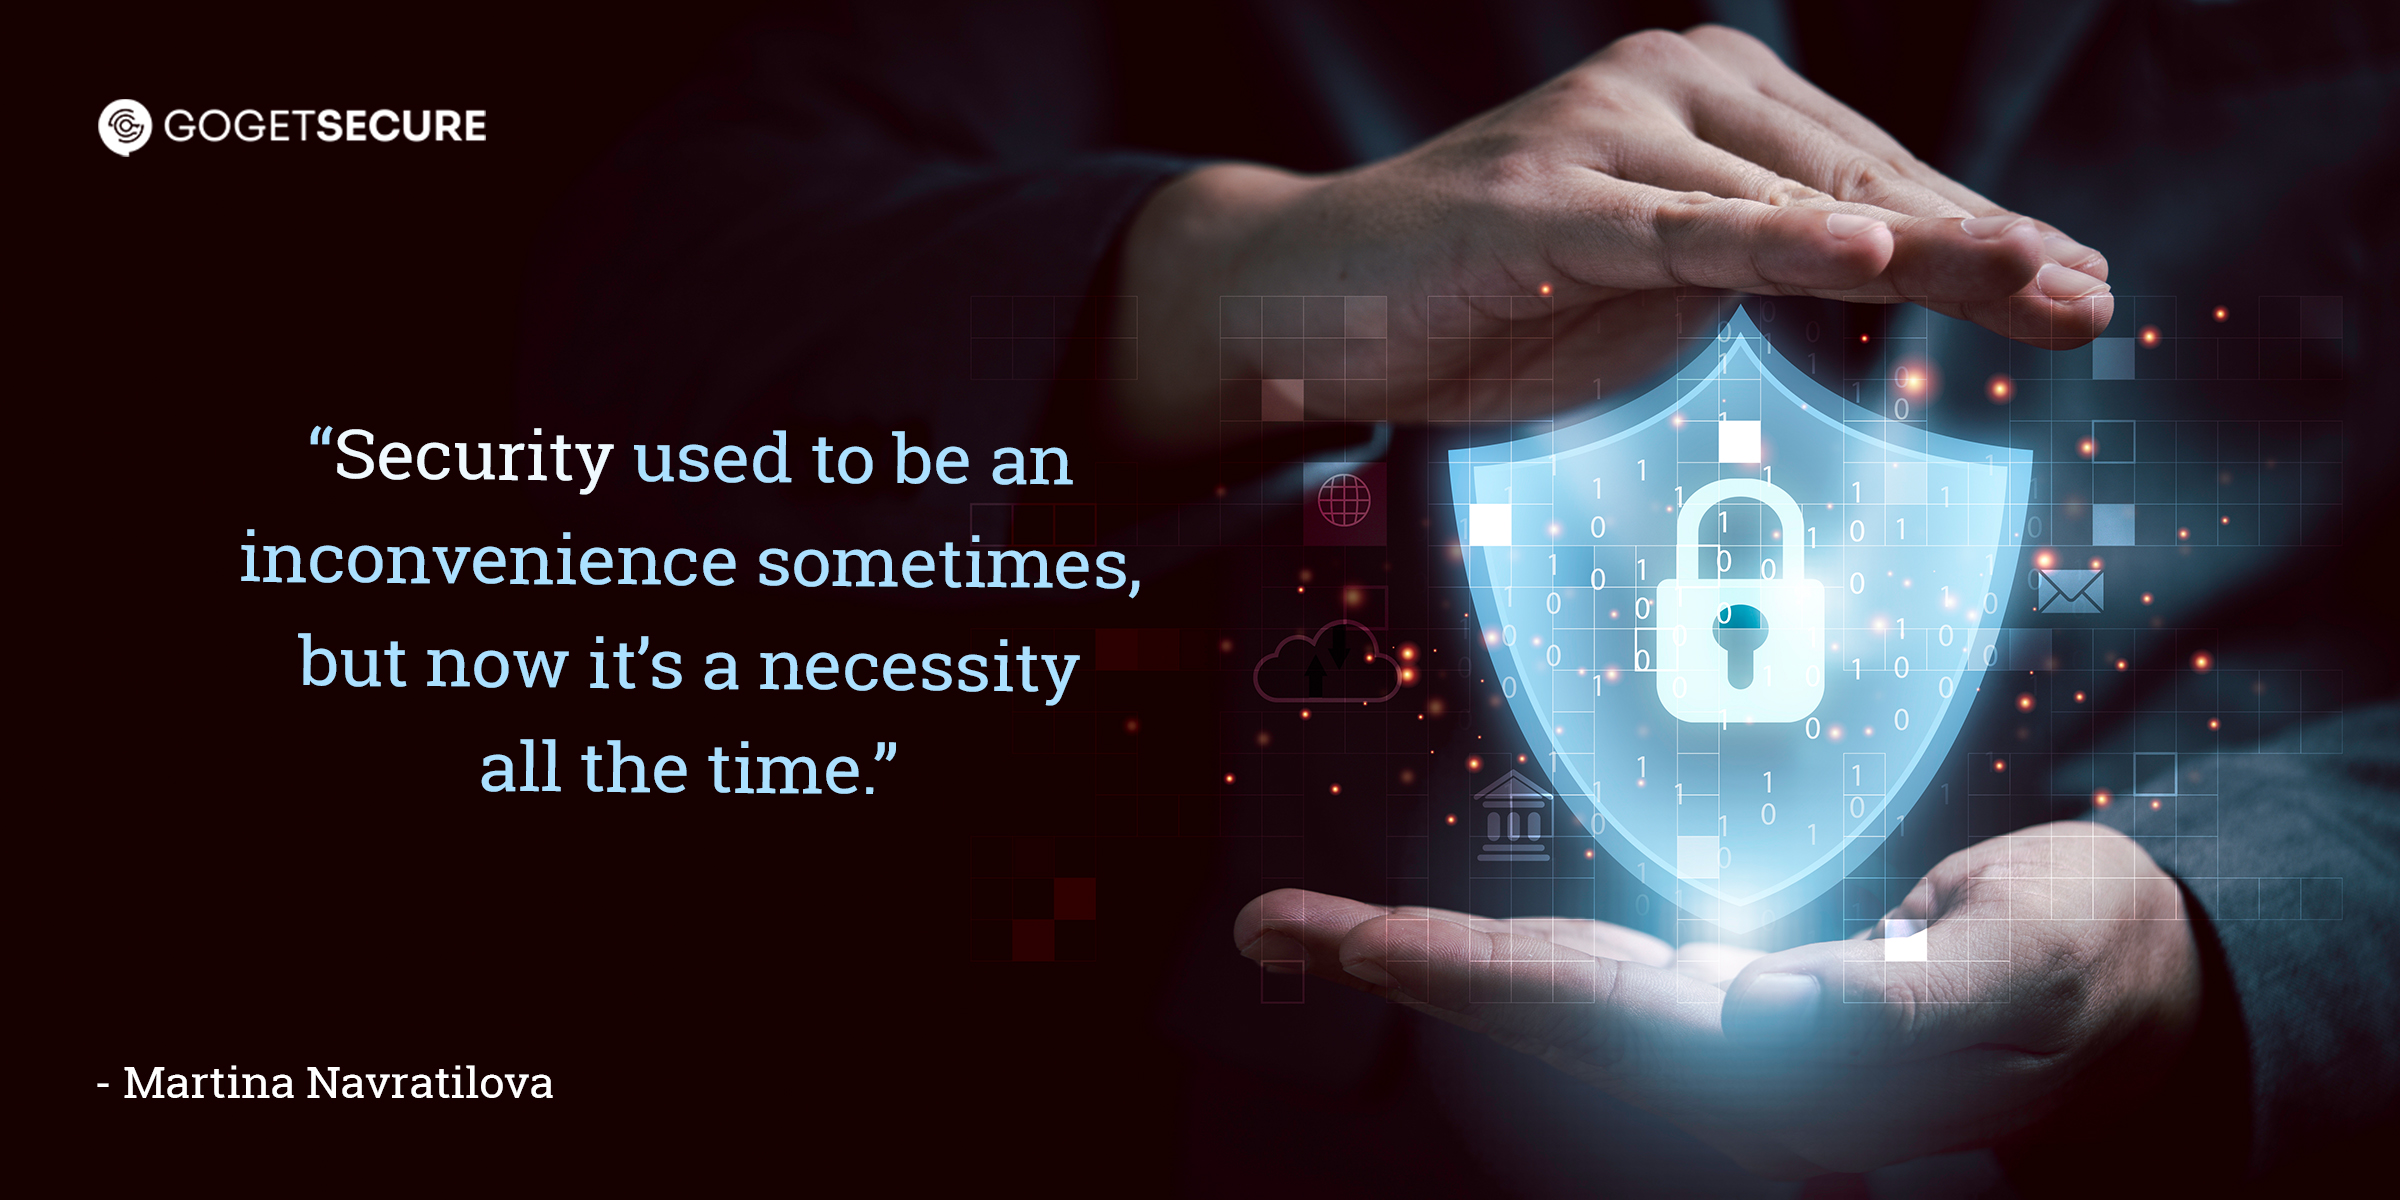 GOGETSECURE
“Security used to be an
inconvenience sometimes,
but now it’s a necessity
all the time.”
- Martina Navratilova